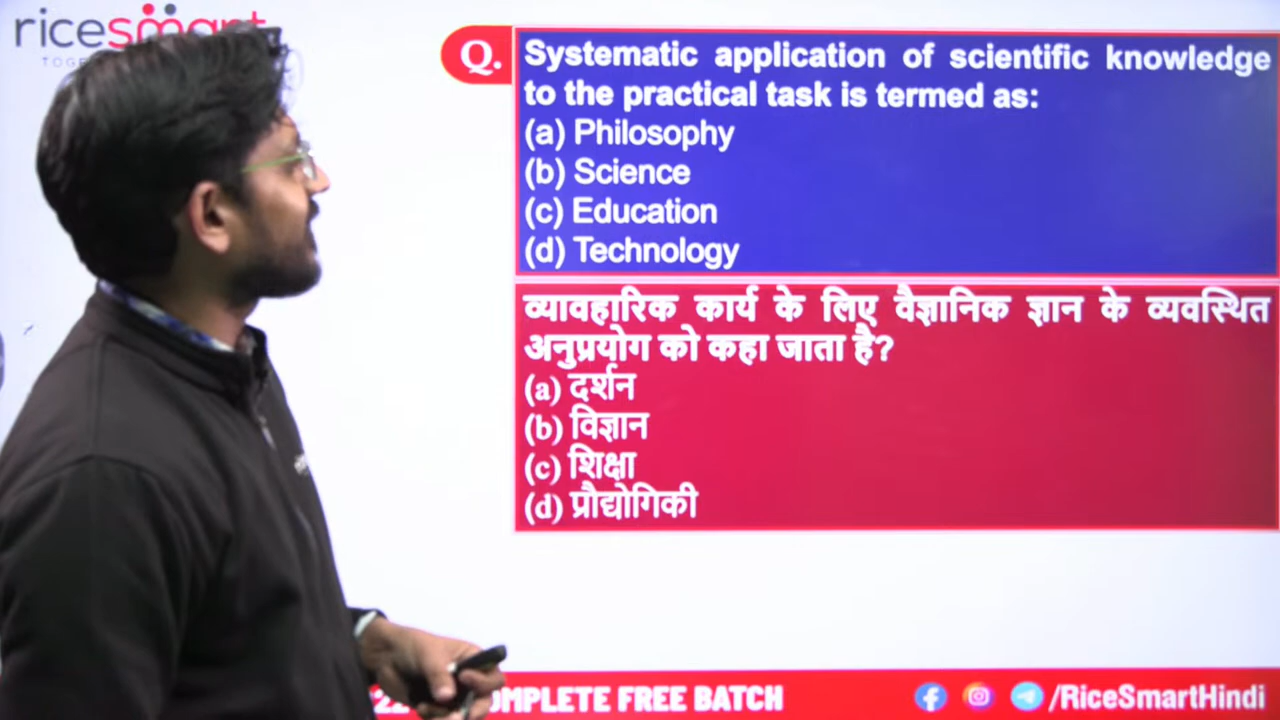 ricesmart
Q.
Systematic application of scientific knowledge
to the practical task is termed as:
(a) Philosophy
(b) Science
(c) Education
(d) Technology
व्यावहारिक कार्य के लिए वैज्ञानिक ज्ञान के व्यवस्थित
अनुप्रयोग को कहा जाता है?
(a) दर्शन
(b) विज्ञान
(c) शिक्षा
(d) प्रौद्योगिकी
FREE BATCH
/RiceSmartHindi